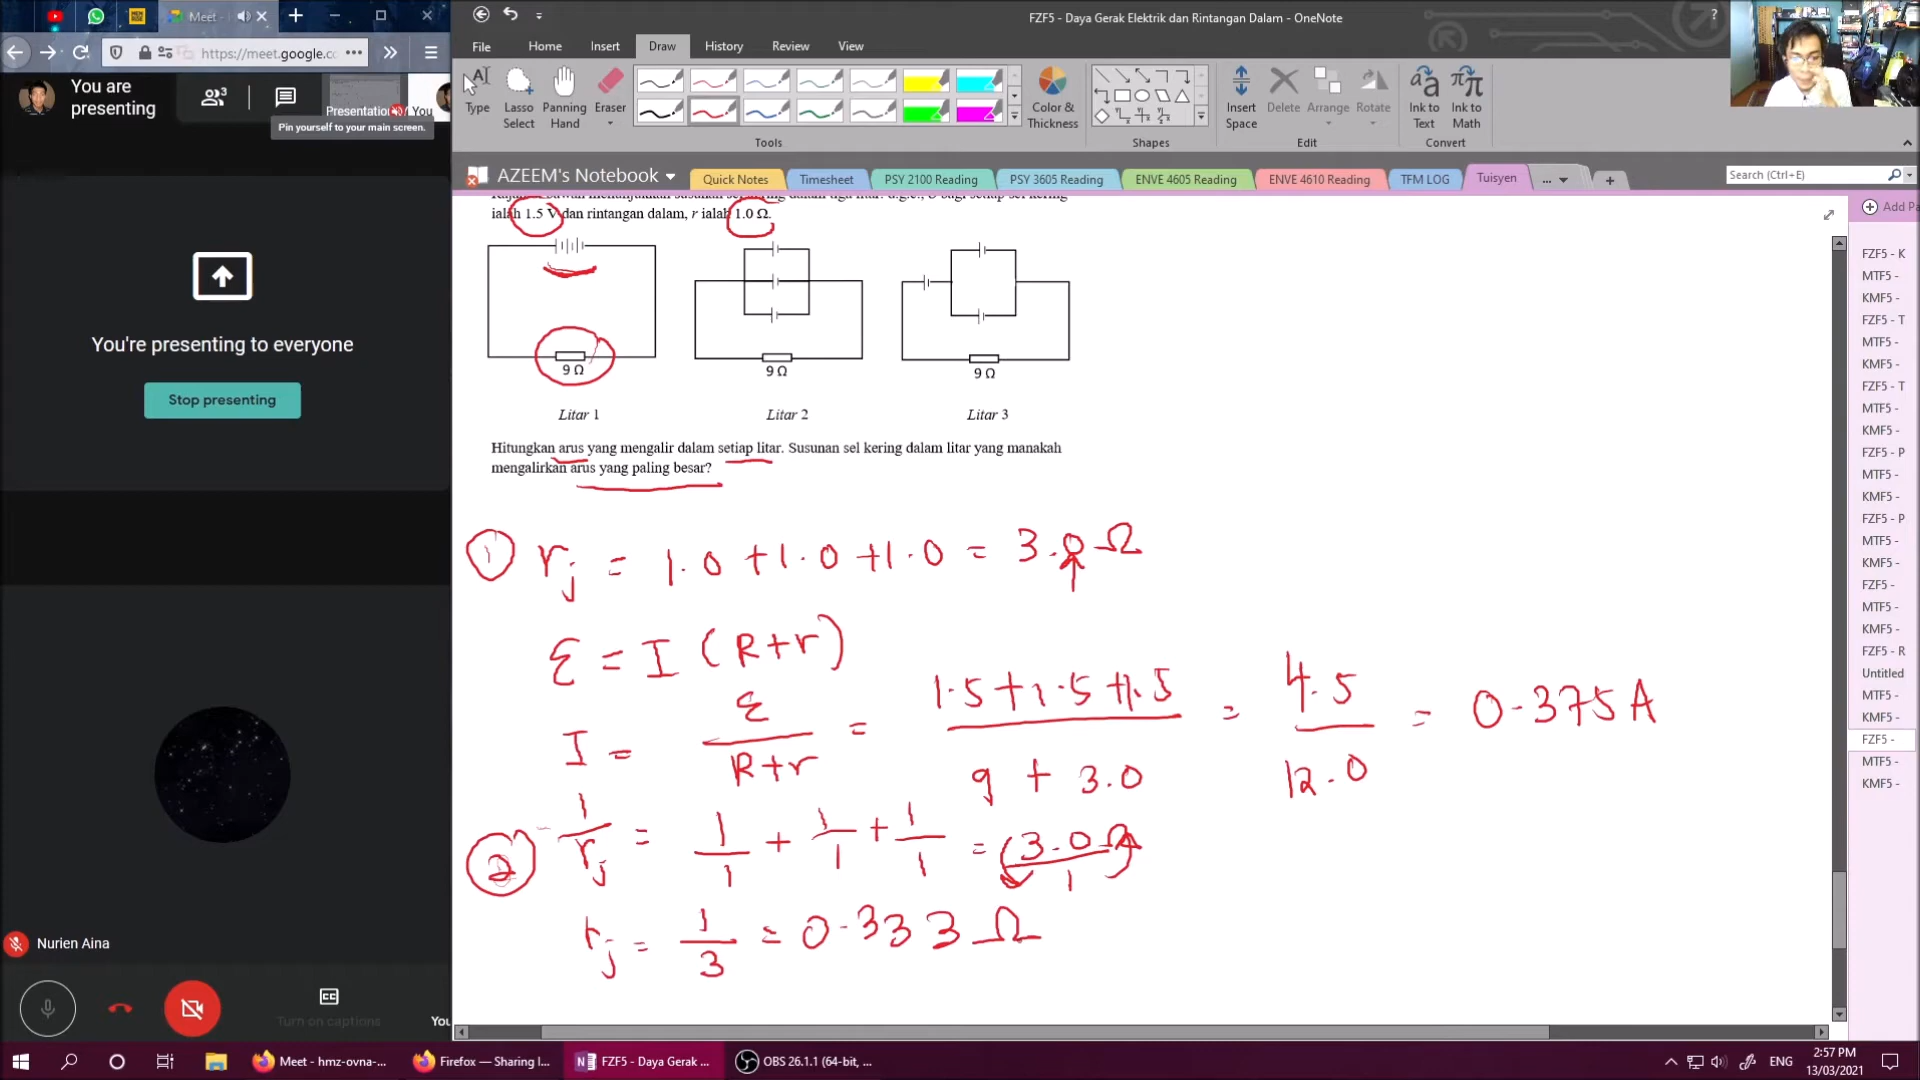 Meet -
https://meet.google.co
You are presenting
Presentation
You
Pin yourself to your main screen.
You're presenting to everyone
Stop presenting
Nurien Aina
Turn on captions
You
FZF5 - Daya Gerak Elektrik dan Rintangan Dalam - OneNote
File Home Insert Draw History Review View
Type
Lasso Select
Panning Hand
Eraser
Color & Thickness
Insert Space
Delete
Arrange
Rotate
Ink to Text
Ink to Math
Tools
Shapes
Edit
Convert
AZEEM's Notebook
Quick Notes
Timesheet
PSY 2100 Reading
PSY 3605 Reading
ENVE 4605 Reading
ENVE 4610 Reading
TFM LOG
Tuisyen
...
Search (Ctrl+E)
Add Pa
ialah 1.5 V dan rintangan dalam, r ialah 1.0 Ω.
9 Ω
9 Ω
9 Ω
Litar 1
Litar 2
Litar 3
Hitungkan arus yang mengalir dalam setiap litar. Susunan sel kering dalam litar yang manakah
mengalirkan arus yang paling besar?
① rj = 1.0 + 1.0 + 1.0 = 3.0 Ω
Ɛ = I (R+r)
I = Ɛ / R+r = 1.5+1.5+1.5 / 9 + 3.0 = 4.5 / 12.0 = 0.375 A
② 1/rj = 1/1 + 1/1 + 1/1 = 3.0 Ω / 1
rj = 1/3 = 0.333 Ω
FZF5 - K
MTF5 -
KMF5 -
FZF5 - T
MTF5 -
KMF5 -
FZF5 - T
MTF5 -
KMF5 -
FZF5 - P
MTF5 -
KMF5 -
FZF5 - P
MTF5 -
KMF5 -
FZF5 -
MTF5 -
KMF5 -
FZF5 - R
Untitled
MTF5 -
KMF5 -
FZF5 -
MTF5 -
KMF5 -
Meet - hmz-ovna-...
Firefox — Sharing I...
FZF5 - Daya Gerak ...
OBS 26.1.1 (64-bit, ...
ENG
2:57 PM
13/03/2021